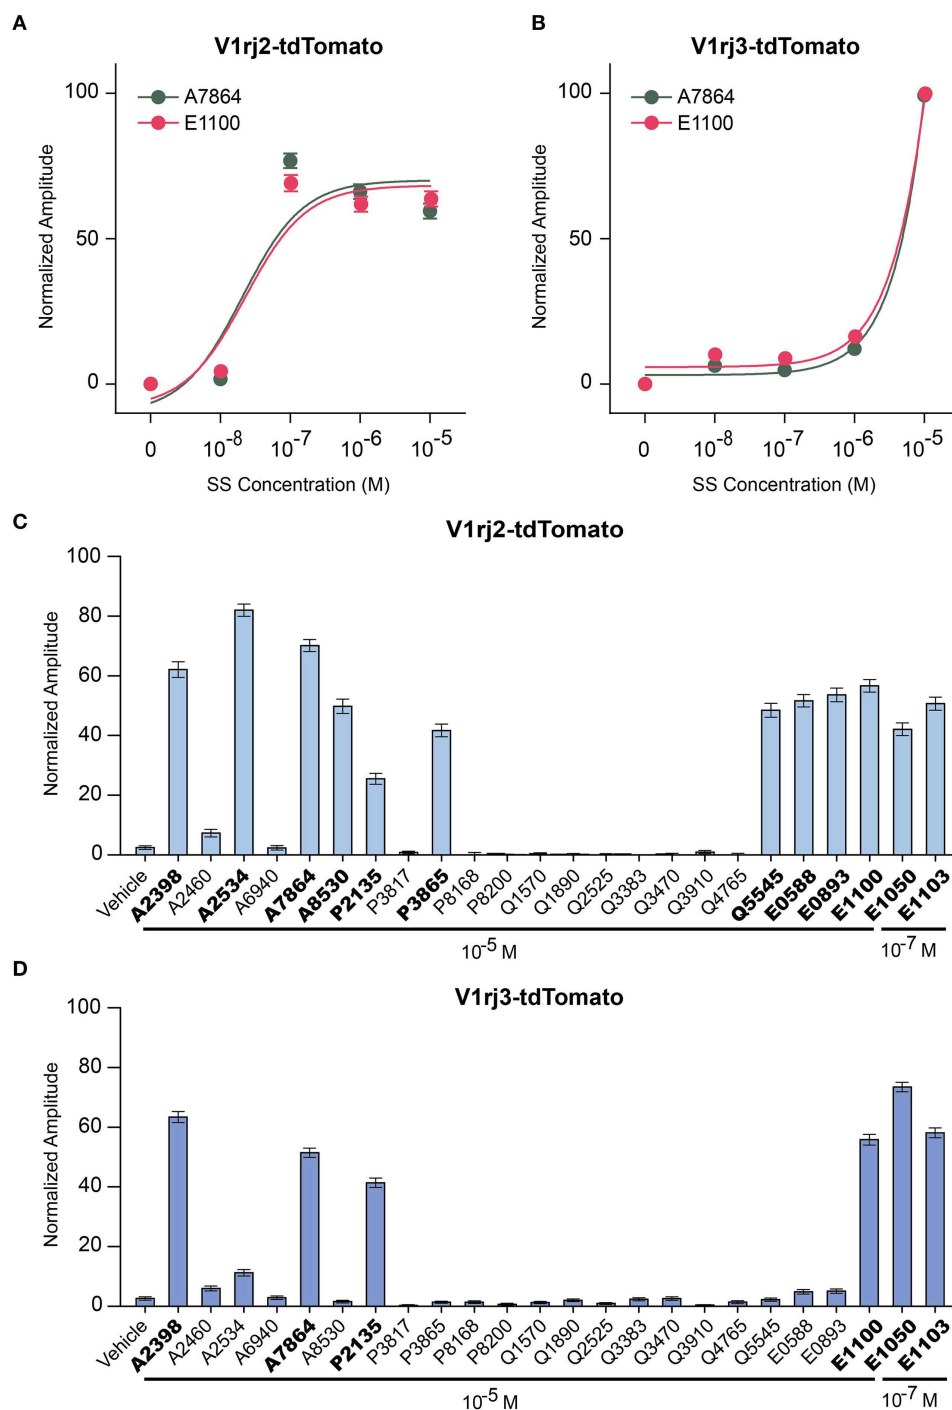 A
V1rj2-tdTomato
A7864
E1100
Normalized Amplitude
100
50
0
0
10⁻⁸
10⁻⁷
10⁻⁶
10⁻⁵
SS Concentration (M)
B
V1rj3-tdTomato
A7864
E1100
Normalized Amplitude
100
50
0
0
10⁻⁸
10⁻⁷
10⁻⁶
10⁻⁵
SS Concentration (M)
C
V1rj2-tdTomato
Normalized Amplitude
100
80
60
40
20
0
Vehicle
A2398
A2460
A2534
A6940
A7864
A8530
P2135
P3817
P3865
P8168
P8200
Q1570
Q1890
Q2525
Q3383
Q3470
Q3910
Q4765
Q5545
E0588
E0893
E1100
E1050
E1103
10⁻⁵ M
10⁻⁷ M
D
V1rj3-tdTomato
Normalized Amplitude
100
80
60
40
20
0
Vehicle
A2398
A2460
A2534
A6940
A7864
A8530
P2135
P3817
P3865
P8168
P8200
Q1570
Q1890
Q2525
Q3383
Q3470
Q3910
Q4765
Q5545
E0588
E0893
E1100
E1050
E1103
10⁻⁵ M
10⁻⁷ M